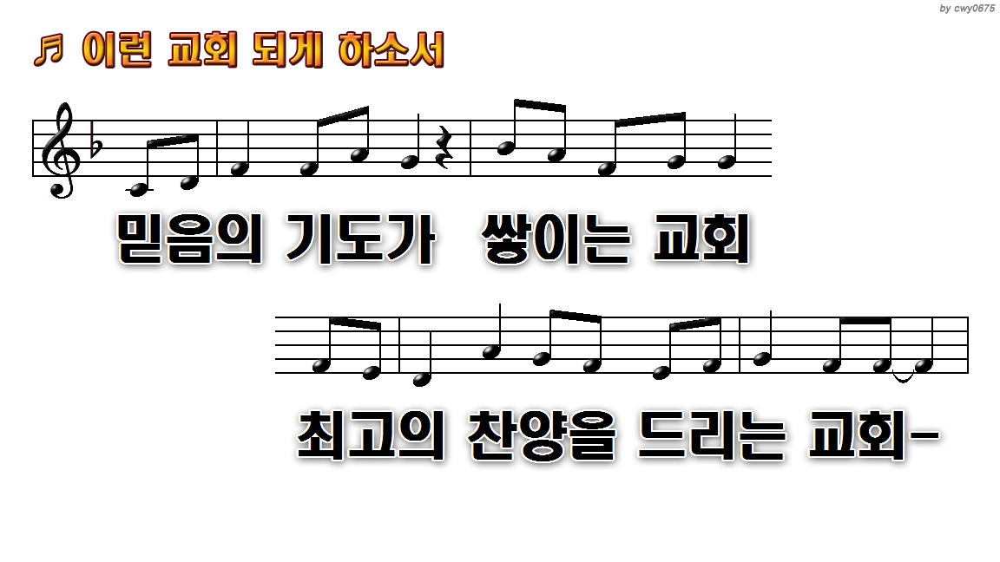 by cwy0675
♬ 이런 교회 되게 하소서
믿음의 기도가 쌓이는 교회
최고의 찬양을 드리는 교회-